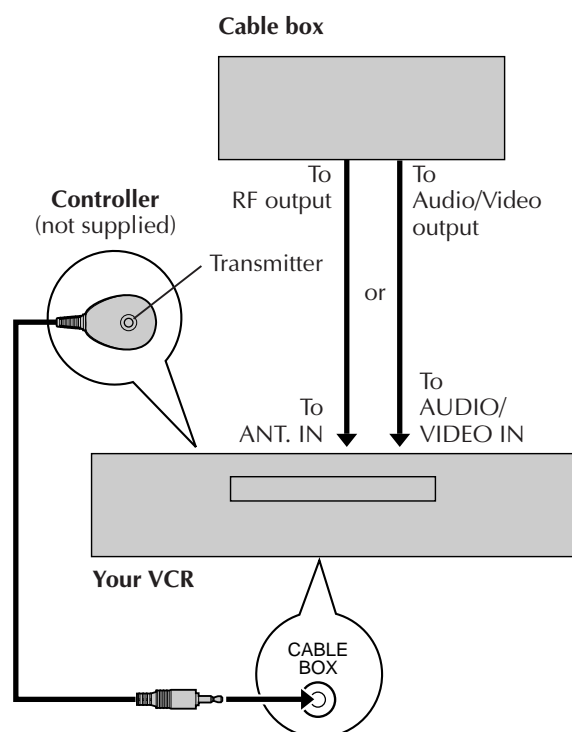 Cable box
To
RF output
To
Audio/Video
output
Controller
(not supplied)
Transmitter
or
To
ANT. IN
To
AUDIO/
VIDEO IN
Your VCR
CABLE
BOX